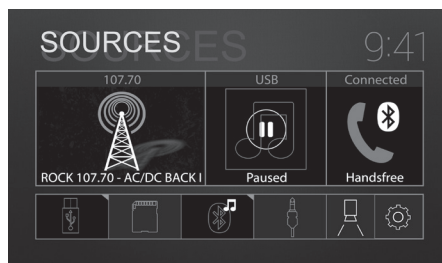 SOURCES
9:41
107.70
USB
Connected
ROCK 107.70 - AC/DC BACK I
Paused
Handsfree